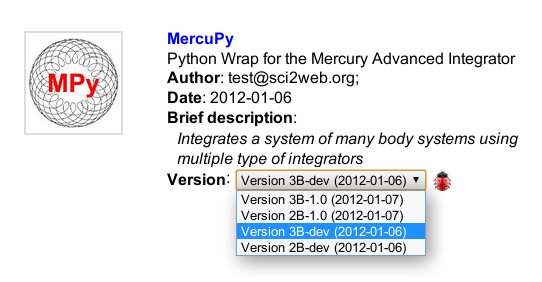 MPy
MercuPy
Python Wrap for the Mercury Advanced Integrator
Author: test@sci2web.org;
Date: 2012-01-06
Brief description:
Integrates a system of many body systems using
multiple type of integrators
Version: Version 3B-dev (2012-01-06)
Version 3B-1.0 (2012-01-07)
Version 2B-1.0 (2012-01-07)
Version 3B-dev (2012-01-06)
Version 2B-dev (2012-01-06)